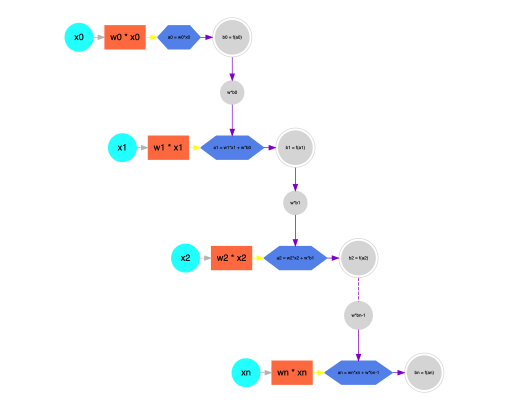 x0 w0 * x0 a0 = w0*x0 b0 = f(a0)
w*b0
x1 w1 * x1 a1 = w1*x1 + w*b0 b1 = f(a1)
w*b1
x2 w2 * x2 a2 = w2*x2 + w*b1 b2 = f(a2)
w*bn-1
xn wn * xn an = wn*xn + w*bn-1 bn = f(an)